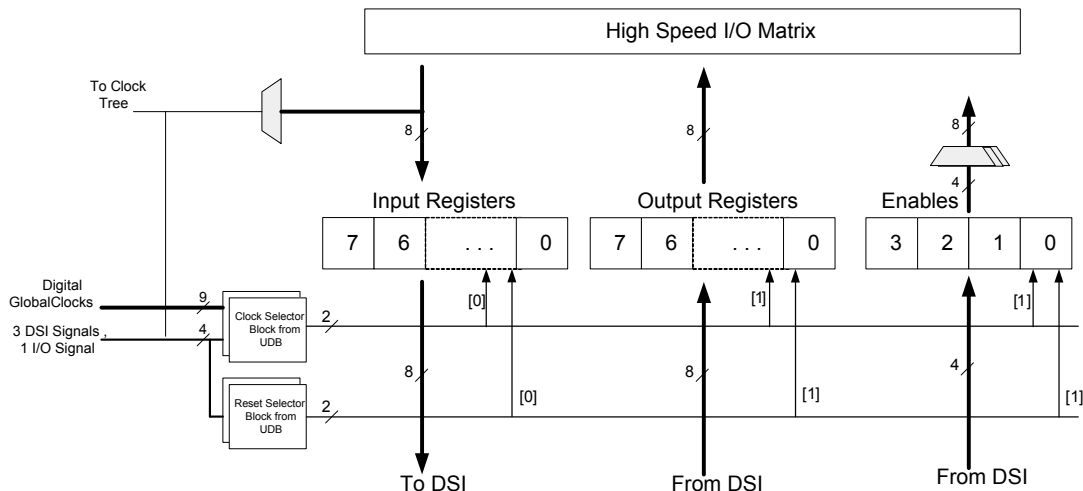 High Speed I/O Matrix
To Clock
Tree
8
8
8
4
Input Registers
Output Registers
Enables
7 6 . . . 0
7 6 . . . 0
3 2 1 0
Digital
GlobalClocks
9
[0]
[1]
[1]
3 DSI Signals ,
1 I/O Signal
4
Clock Selector
Block from
UDB
2
8
8
4
Reset Selector
Block from
UDB
2
[0]
[1]
[1]
To DSI
From DSI
From DSI